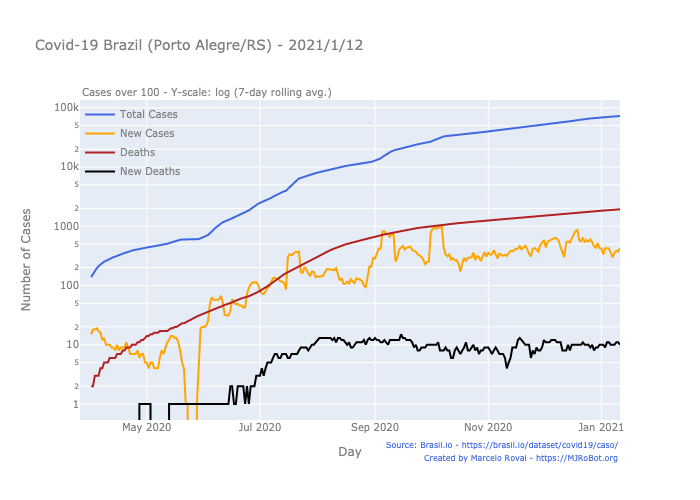 Covid-19 Brazil (Porto Alegre/RS) - 2021/1/12
Cases over 100 - Y-scale: log (7-day rolling avg.)
Total Cases
New Cases
Deaths
New Deaths
100k
5
2
10k
5
2
1000
5
2
100
5
2
10
5
2
1
Number of Cases
May 2020
Jul 2020
Sep 2020
Nov 2020
Jan 2021
Day
Source: Brasil.io - https://brasil.io/dataset/covid19/caso/
Created by Marcelo Rovai - https://MJRoBot.org